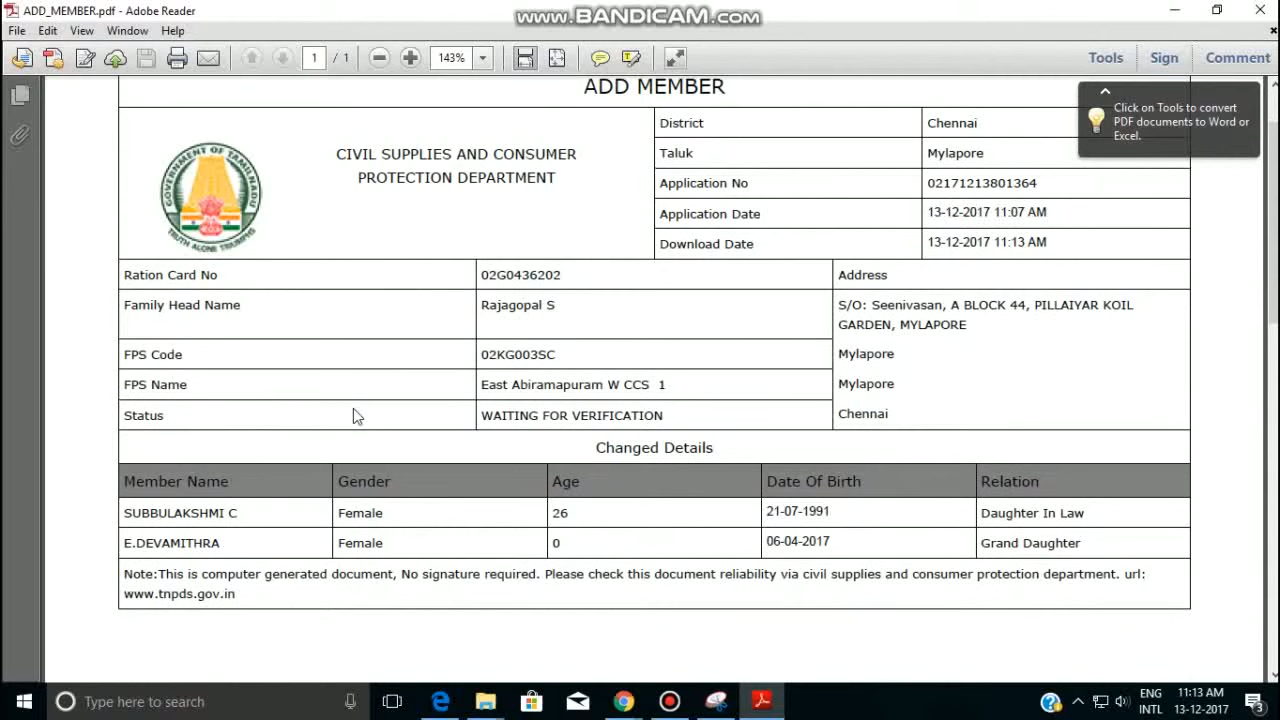 ADD_MEMBER.pdf - Adobe Reader
www.BANDICAM.com
File Edit View Window Help
1 / 1 143% Tools Sign Comment
Click on Tools to convert
PDF documents to Word or
Excel.
ADD MEMBER
GOVERNMENT OF TAMILNADU
TRUTH ALONE TRIUMPHS
CIVIL SUPPLIES AND CONSUMER
PROTECTION DEPARTMENT
District Chennai
Taluk Mylapore
Application No 02171213801364
Application Date 13-12-2017 11:07 AM
Download Date 13-12-2017 11:13 AM
Ration Card No 02G0436202 Address
Family Head Name Rajagopal S S/O: Seenivasan, A BLOCK 44, PILLAIYAR KOIL
GARDEN, MYLAPORE
FPS Code 02KG003SC Mylapore
FPS Name East Abiramapuram W CCS 1 Mylapore
Status WAITING FOR VERIFICATION Chennai
Changed Details
Member Name Gender Age Date Of Birth Relation
SUBBULAKSHMI C Female 26 21-07-1991 Daughter In Law
E.DEVAMITHRA Female 0 06-04-2017 Grand Daughter
Note:This is computer generated document, No signature required. Please check this document reliability via civil supplies and consumer protection department. url:
www.tnpds.gov.in
Type here to search
ENG 11:13 AM
INTL 13-12-2017 3